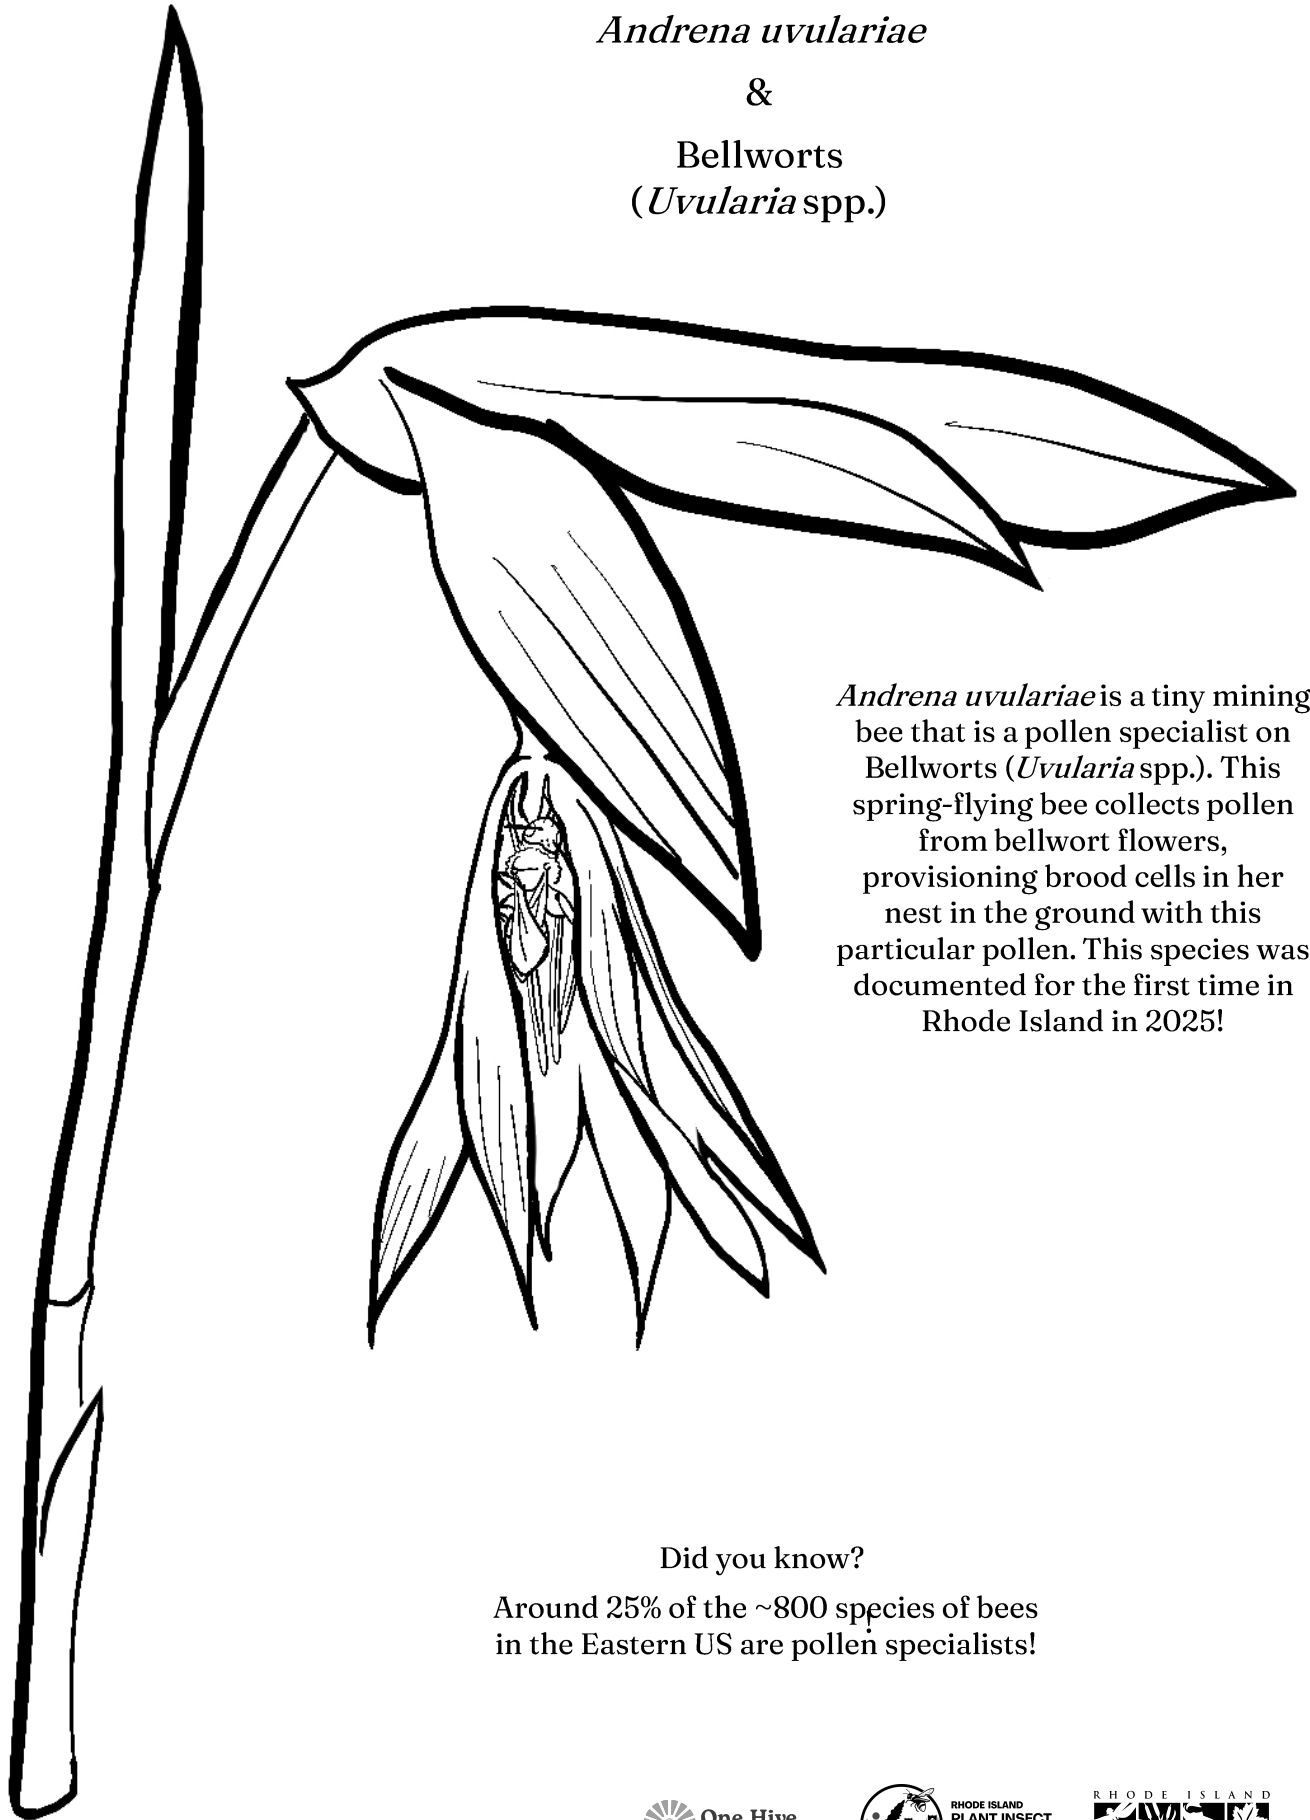 Andrena uvulariae
&
Bellworts
(Uvularia spp.)
Andrena uvulariae is a tiny mining
bee that is a pollen specialist on
Bellworts (Uvularia spp.). This
spring-flying bee collects pollen
from bellwort flowers,
provisioning brood cells in her
nest in the ground with this
particular pollen. This species was
documented for the first time in
Rhode Island in 2025!
Did you know?
Around 25% of the ~800 species of bees
!
in the Eastern US are pollen specialists!
One Hive
RHODE ISLAND
PLANT INSECT
RHODE ISLAND